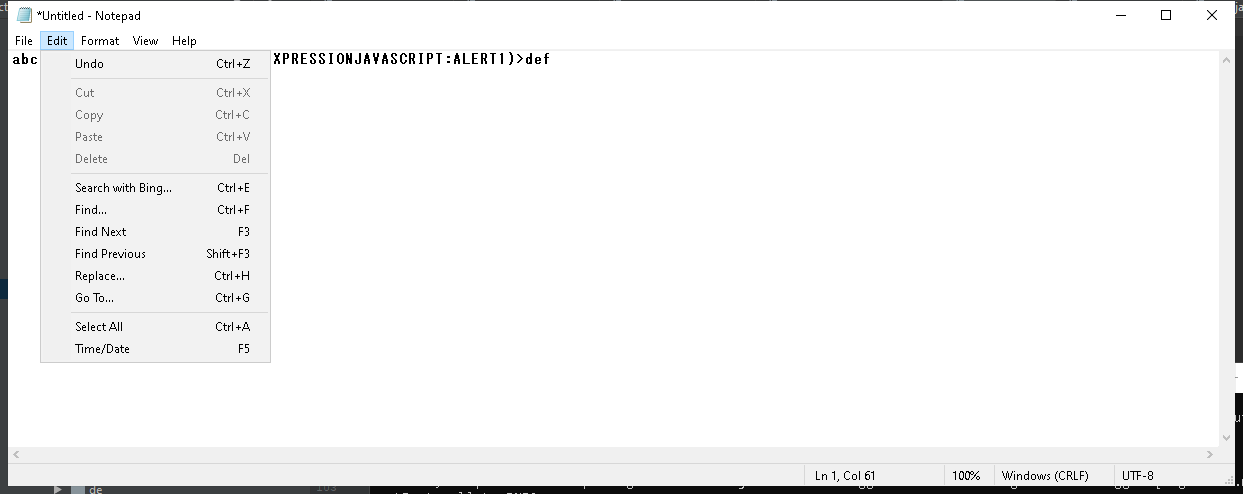 *Untitled - Notepad
File Edit Format View Help
abc XPRESSIONJAVASCRIPT:ALERT1)>def
Undo Ctrl+Z
Cut Ctrl+X
Copy Ctrl+C
Paste Ctrl+V
Delete Del
Search with Bing... Ctrl+E
Find... Ctrl+F
Find Next F3
Find Previous Shift+F3
Replace... Ctrl+H
Go To... Ctrl+G
Select All Ctrl+A
Time/Date F5
Ln 1, Col 61 100% Windows (CRLF) UTF-8
de